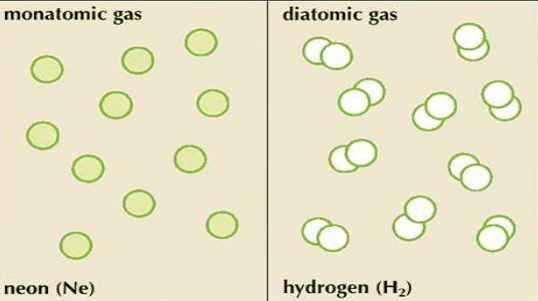 monatomic gas
neon (Ne)
diatomic gas
hydrogen (H₂)